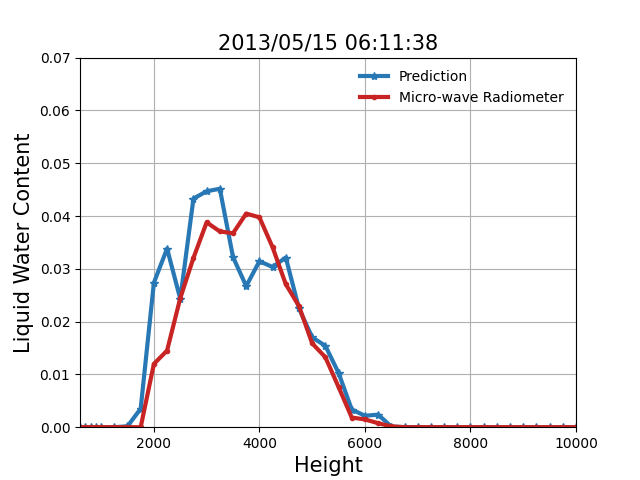 2013/05/15 06:11:38
Prediction
Micro-wave Radiometer
Liquid Water Content
0.07
0.06
0.05
0.04
0.03
0.02
0.01
0.00
2000 4000 6000 8000 10000
Height